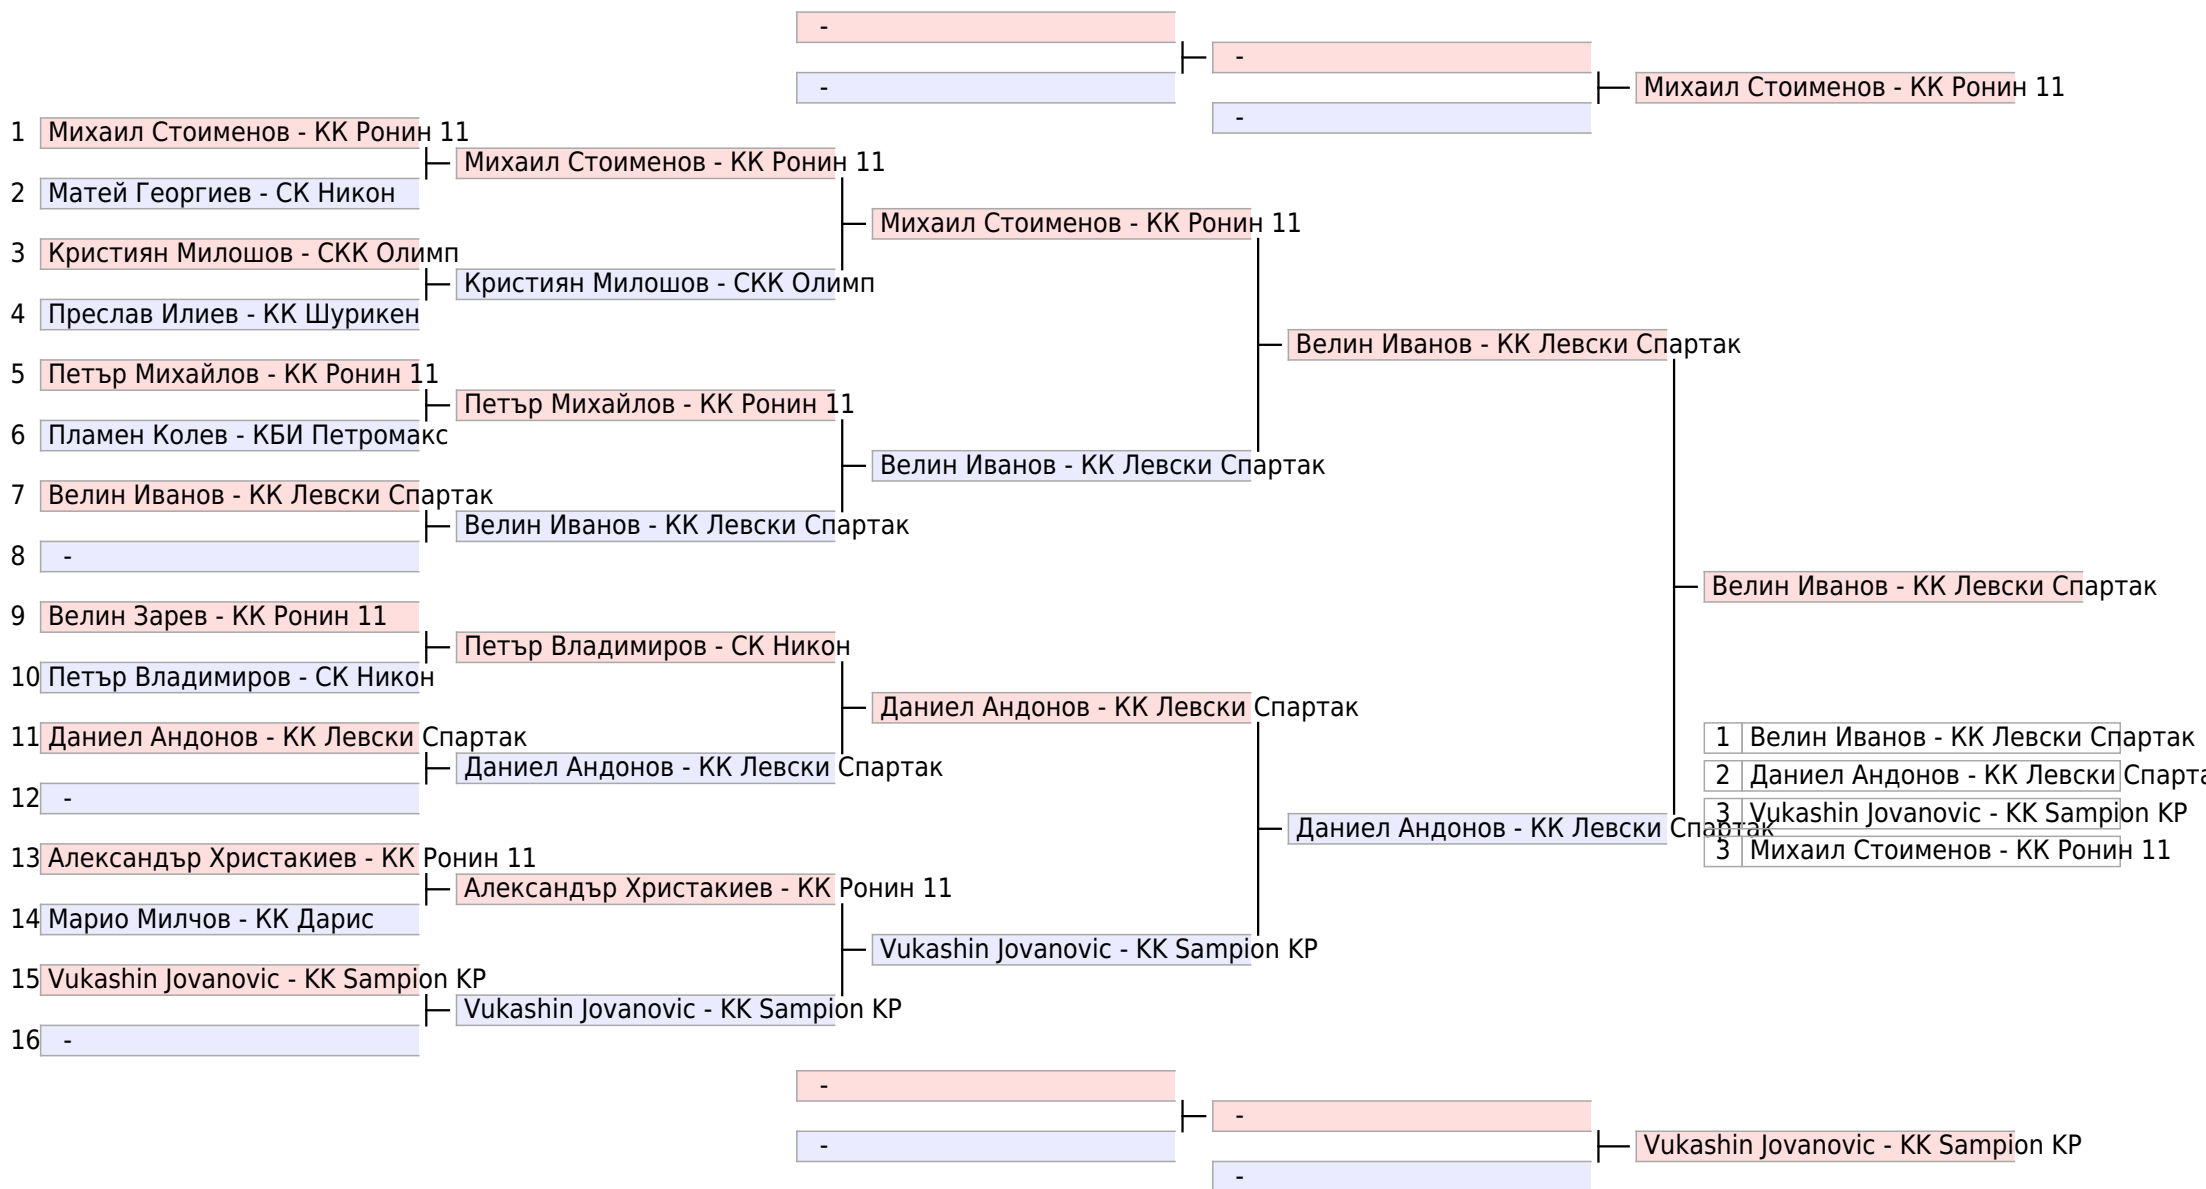 -
-
-
-
Михаил Стоименов - КК Ронин 11
1 Михаил Стоименов - КК Ронин 11
2 Матей Георгиев - СК Никон
3 Кристиян Милошов - СКК Олимп
4 Преслав Илиев - КК Шурикен
5 Петър Михайлов - КК Ронин 11
6 Пламен Колев - КБИ Петромакс
7 Велин Иванов - КК Левски Спартак
8 -
9 Велин Зарев - КК Ронин 11
10 Петър Владимиров - СК Никон
11 Даниел Андонов - КК Левски Спартак
12 -
13 Александър Христакиев - КК Ронин 11
14 Марио Милчов - КК Дарис
15 Vukashin Jovanovic - KK Sampion KP
16 -
Михаил Стоименов - КК Ронин 11
Кристиян Милошов - СКК Олимп
Петър Михайлов - КК Ронин 11
Велин Иванов - КК Левски Спартак
Петър Владимиров - СК Никон
Даниел Андонов - КК Левски Спартак
Александър Христакиев - КК Ронин 11
Vukashin Jovanovic - KK Sampion KP
Михаил Стоименов - КК Ронин 11
Велин Иванов - КК Левски Спартак
Даниел Андонов - КК Левски Спартак
Vukashin Jovanovic - KK Sampion KP
Велин Иванов - КК Левски Спартак
Даниел Андонов - КК Левски Спартак
Велин Иванов - КК Левски Спартак
1 Велин Иванов - КК Левски Спартак
2 Даниел Андонов - КК Левски Спарта
3 Vukashin Jovanovic - KK Sampion KP
3 Михаил Стоименов - КК Ронин 11
-
-
-
-
Vukashin Jovanovic - KK Sampion KP